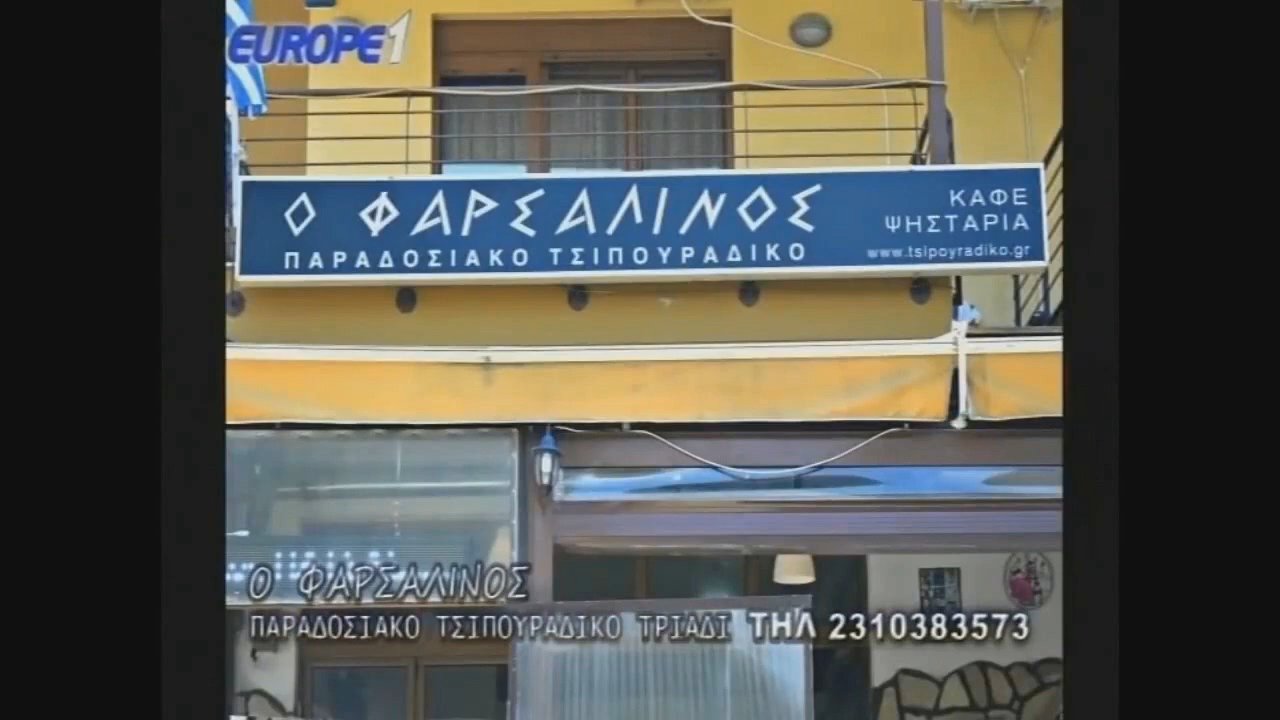 EUROPE1
Ο ΦΑΡΣΑΛΙΝΟΣ
ΠΑΡΑΔΟΣΙΑΚΟ ΤΣΙΠΟΥΡΑΔΙΚΟ
ΚΑΦΕ
ΨΗΣΤΑΡΙΑ
www.tsipoyradiko.gr
Ο ΦΑΡΣΑΛΙΝΟΣ
ΠΑΡΑΔΟΣΙΑΚΟ ΤΣΙΠΟΥΡΑΔΙΚΟ ΤΡΙΑΔΙ ΤΗΛ 2310383573